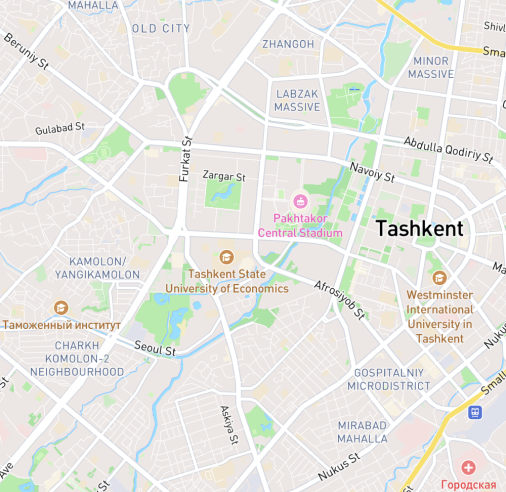 MAHALLA
OLD CITY
Beruniy St
ZHANGOH
Small
MINOR
MASSIVE
LABZAK
MASSIVE
Gulabad St
Furkat St
Abdulla Qodiriy St
Navoiy St
Zargar St
Pakhtakor
Central Stadium
Tashkent
KAMOLON/
YANGIKAMOLON
Tashkent State
University of Economics
Afrosiyob St
Westminster
International
University in
Tashkent
Таможенный институт
CHARKH
KOMOLON-2
NEIGHBOURHOOD
Seoul St
Nukus
GOSPITALNIY
MICRODISTRICT
Small
Askiya St
MIRABAD
MAHALLA
Nukus St
Ave
Городская